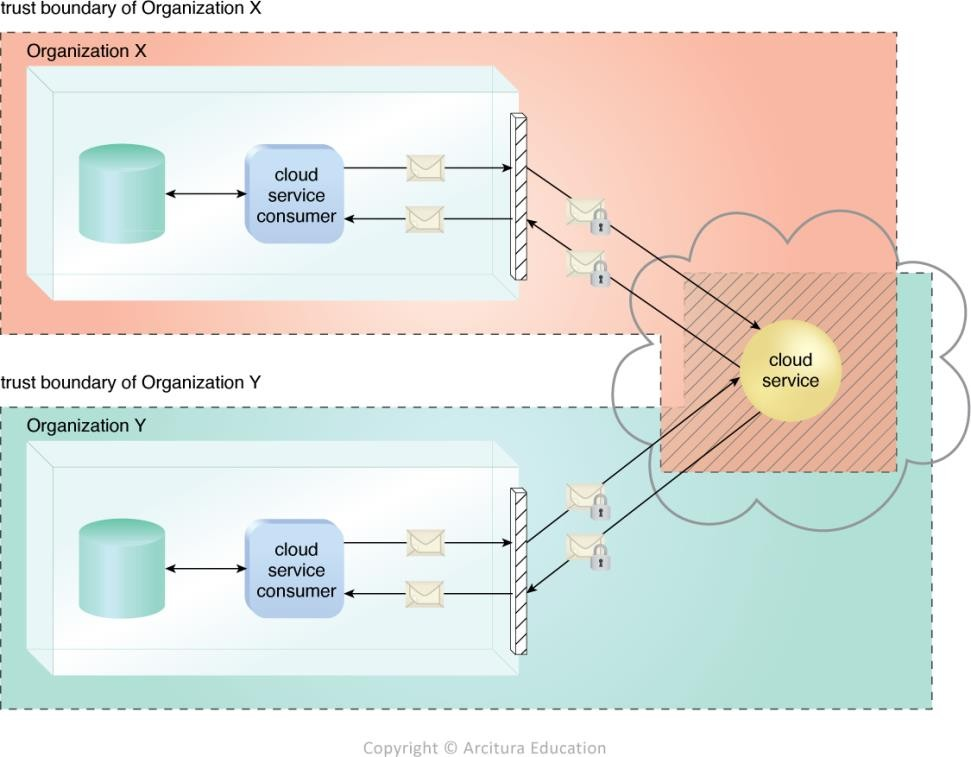 trust boundary of Organization X
Organization X
cloud
service
consumer
cloud
service
trust boundary of Organization Y
Organization Y
cloud
service
consumer
Copyright © Arcitura Education